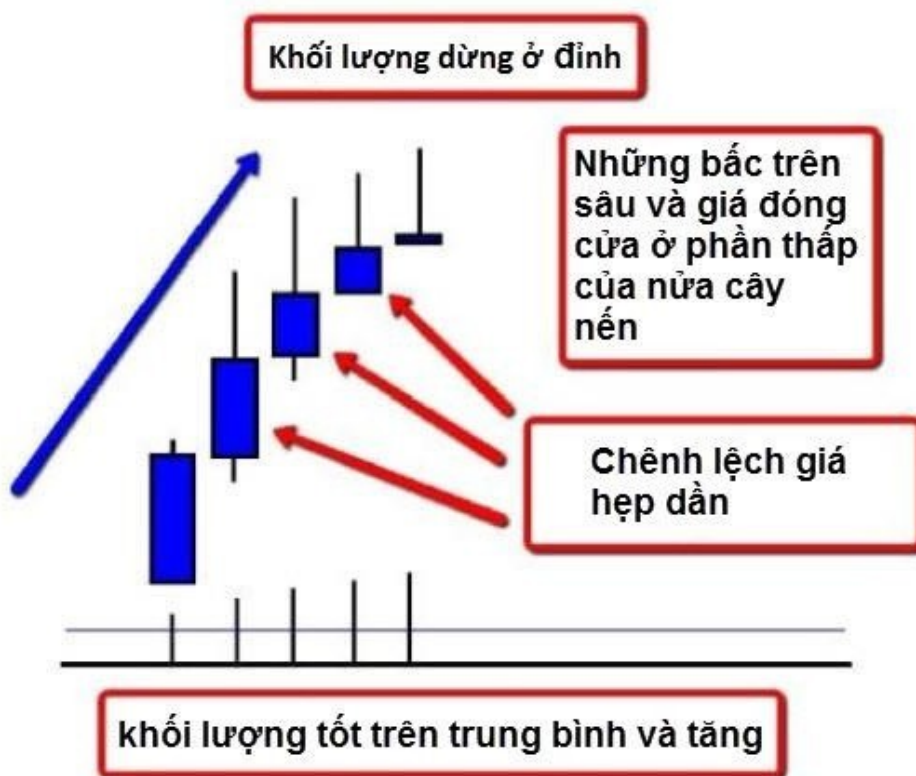 Khối lượng dừng ở đỉnh
Những bấc trên
sâu và giá đóng
cửa ở phần thấp
của nửa cây
nến
Chênh lệch giá
hẹp dần
khối lượng tốt trên trung bình và tăng